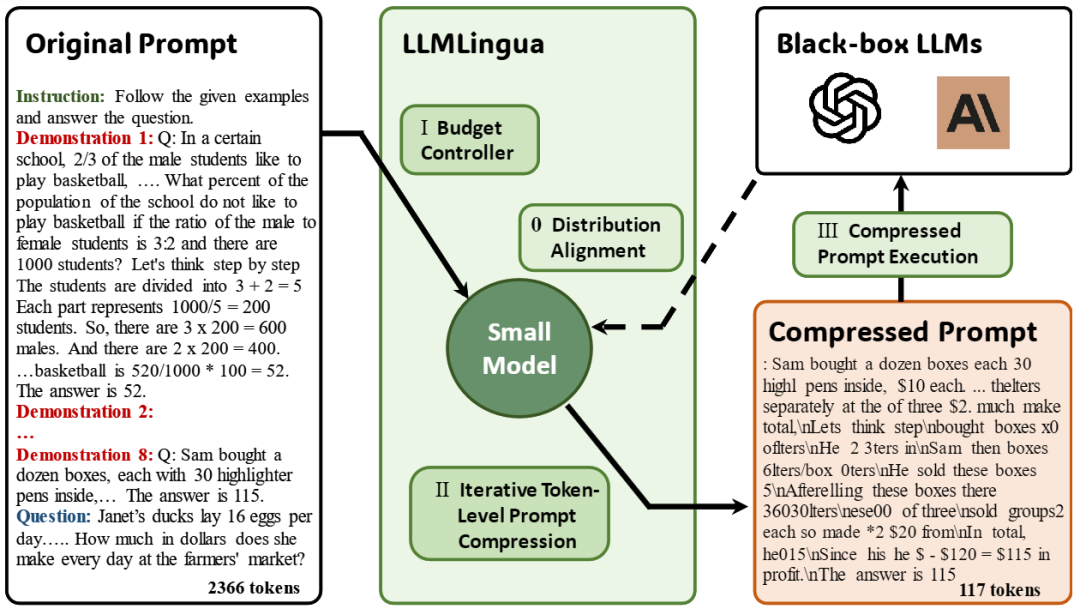 Original Prompt
Instruction: Follow the given examples
and answer the question.
Demonstration 1: Q: In a certain
school, 2/3 of the male students like to
play basketball, …. What percent of the
population of the school do not like to
play basketball if the ratio of the male to
female students is 3:2 and there are
1000 students? Let's think step by step
The students are divided into 3 + 2 = 5
Each part represents 1000/5 = 200
students. So, there are 3 x 200 = 600
males. And there are 2 x 200 = 400.
…basketball is 520/1000 * 100 = 52.
The answer is 52.
Demonstration 2:
…
Demonstration 8: Q: Sam bought a
dozen boxes, each with 30 highlighter
pens inside,… The answer is 115.
Question: Janet's ducks lay 16 eggs per
day….. How much in dollars does she
make every day at the farmers' market?
2366 tokens
LLMLingua
I Budget
Controller
0 Distribution
Alignment
Small
Model
II Iterative Token-
Level Prompt
Compression
Black-box LLMs
A\
III Compressed
Prompt Execution
Compressed Prompt
: Sam bought a dozen boxes each 30
highl pens inside, $10 each. ... thelters
separately at the of three $2. much make
total,\nLets think step\nbought boxes x0
oflters\nHe 2 3ters in\nSam then boxes
6lters/box 0ters\nHe sold these boxes
5\nAfterelling these boxes there
36030lters\nese00 of three\nsold groups2
each so made *2 $20 from\nIn total,
he015\nSince his he $ - $120 = $115 in
profit.\nThe answer is 115
117 tokens